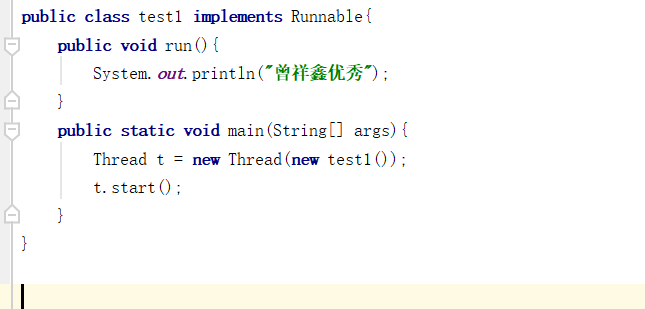 public class test1 implements Runnable{
public void run(){
System.out.println("曾祥鑫优秀");
}
public static void main(String[] args){
Thread t = new Thread(new test1());
t.start();
}
}